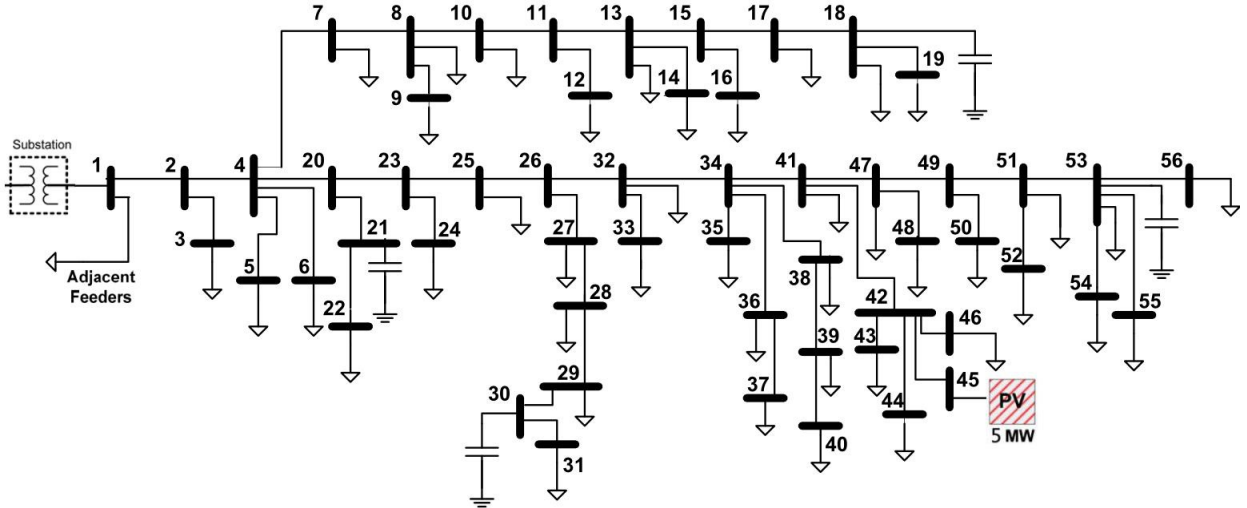 7 8 10 11 13 15 17 18
19
12 14 16
9
Substation
1 2 4 20 23 25 26 32 34 41 47 49 51 53 56
3 21 24 27 33 35 48 50
5 6 38 52
Adjacent
Feeders
22 28 36 42 46 54 55
43 39
29 37 45
30 44 PV
31 40 5 MW